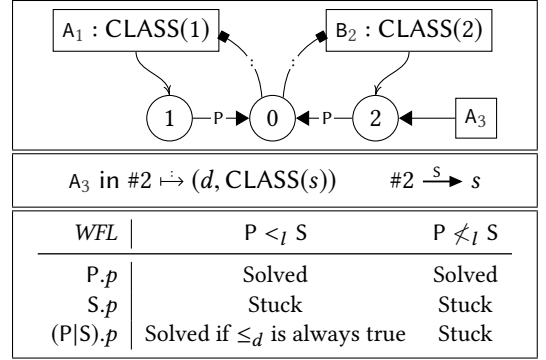 A₁ : CLASS(1) : : B₂ : CLASS(2)
1 P 0 P 2 A₃
A₃ in #2 ⟼: (d, CLASS(s)) #2 —S▶ s
WFL P <ₗ S P ≮ₗ S
P.p Solved Solved
S.p Stuck Stuck
(P|S).p Solved if ≤_d is always true Stuck